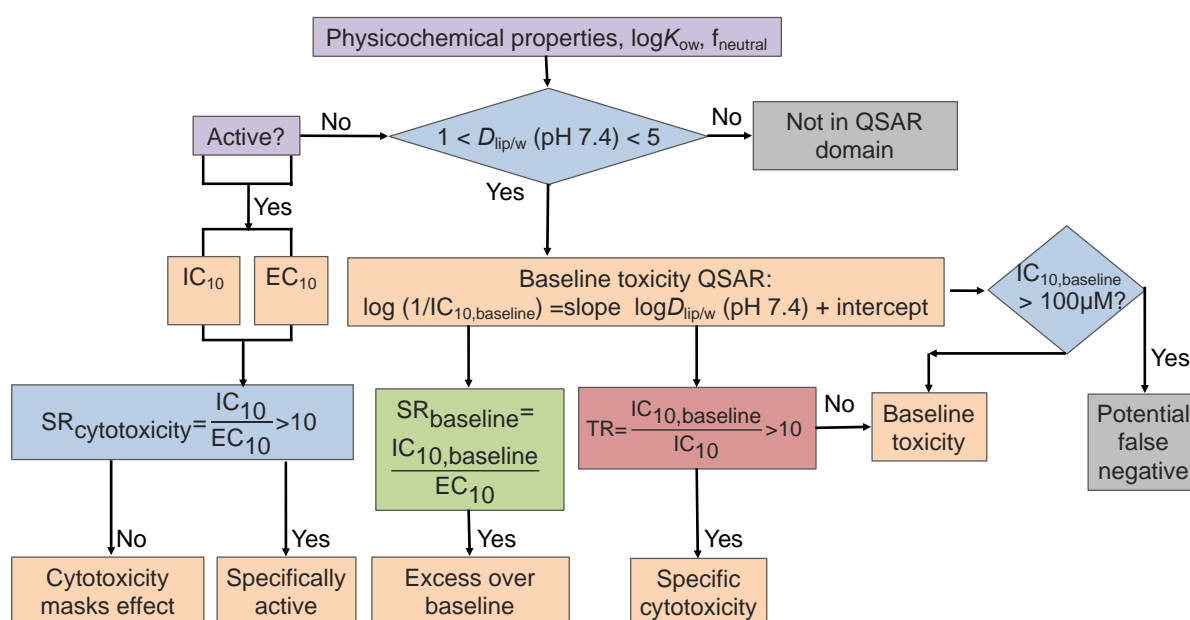 Physicochemical properties, logKow, fneutral
Active?
No
1 < Dlip/w (pH 7.4) < 5
No
Not in QSAR
domain
Yes
Yes
IC10
EC10
Baseline toxicity QSAR:
log (1/IC10,baseline) =slope logDlip/w (pH 7.4) + intercept
IC10,baseline
> 100µM?
Yes
SRcytotoxicity=IC10/EC10>10
SRbaseline=
IC10,baseline
EC10
TR=IC10,baseline/IC10>10
No
Baseline
toxicity
Potential
false
negative
No
Yes
Yes
Yes
Cytotoxicity
masks effect
Specifically
active
Excess over
baseline
Specific
cytotoxicity